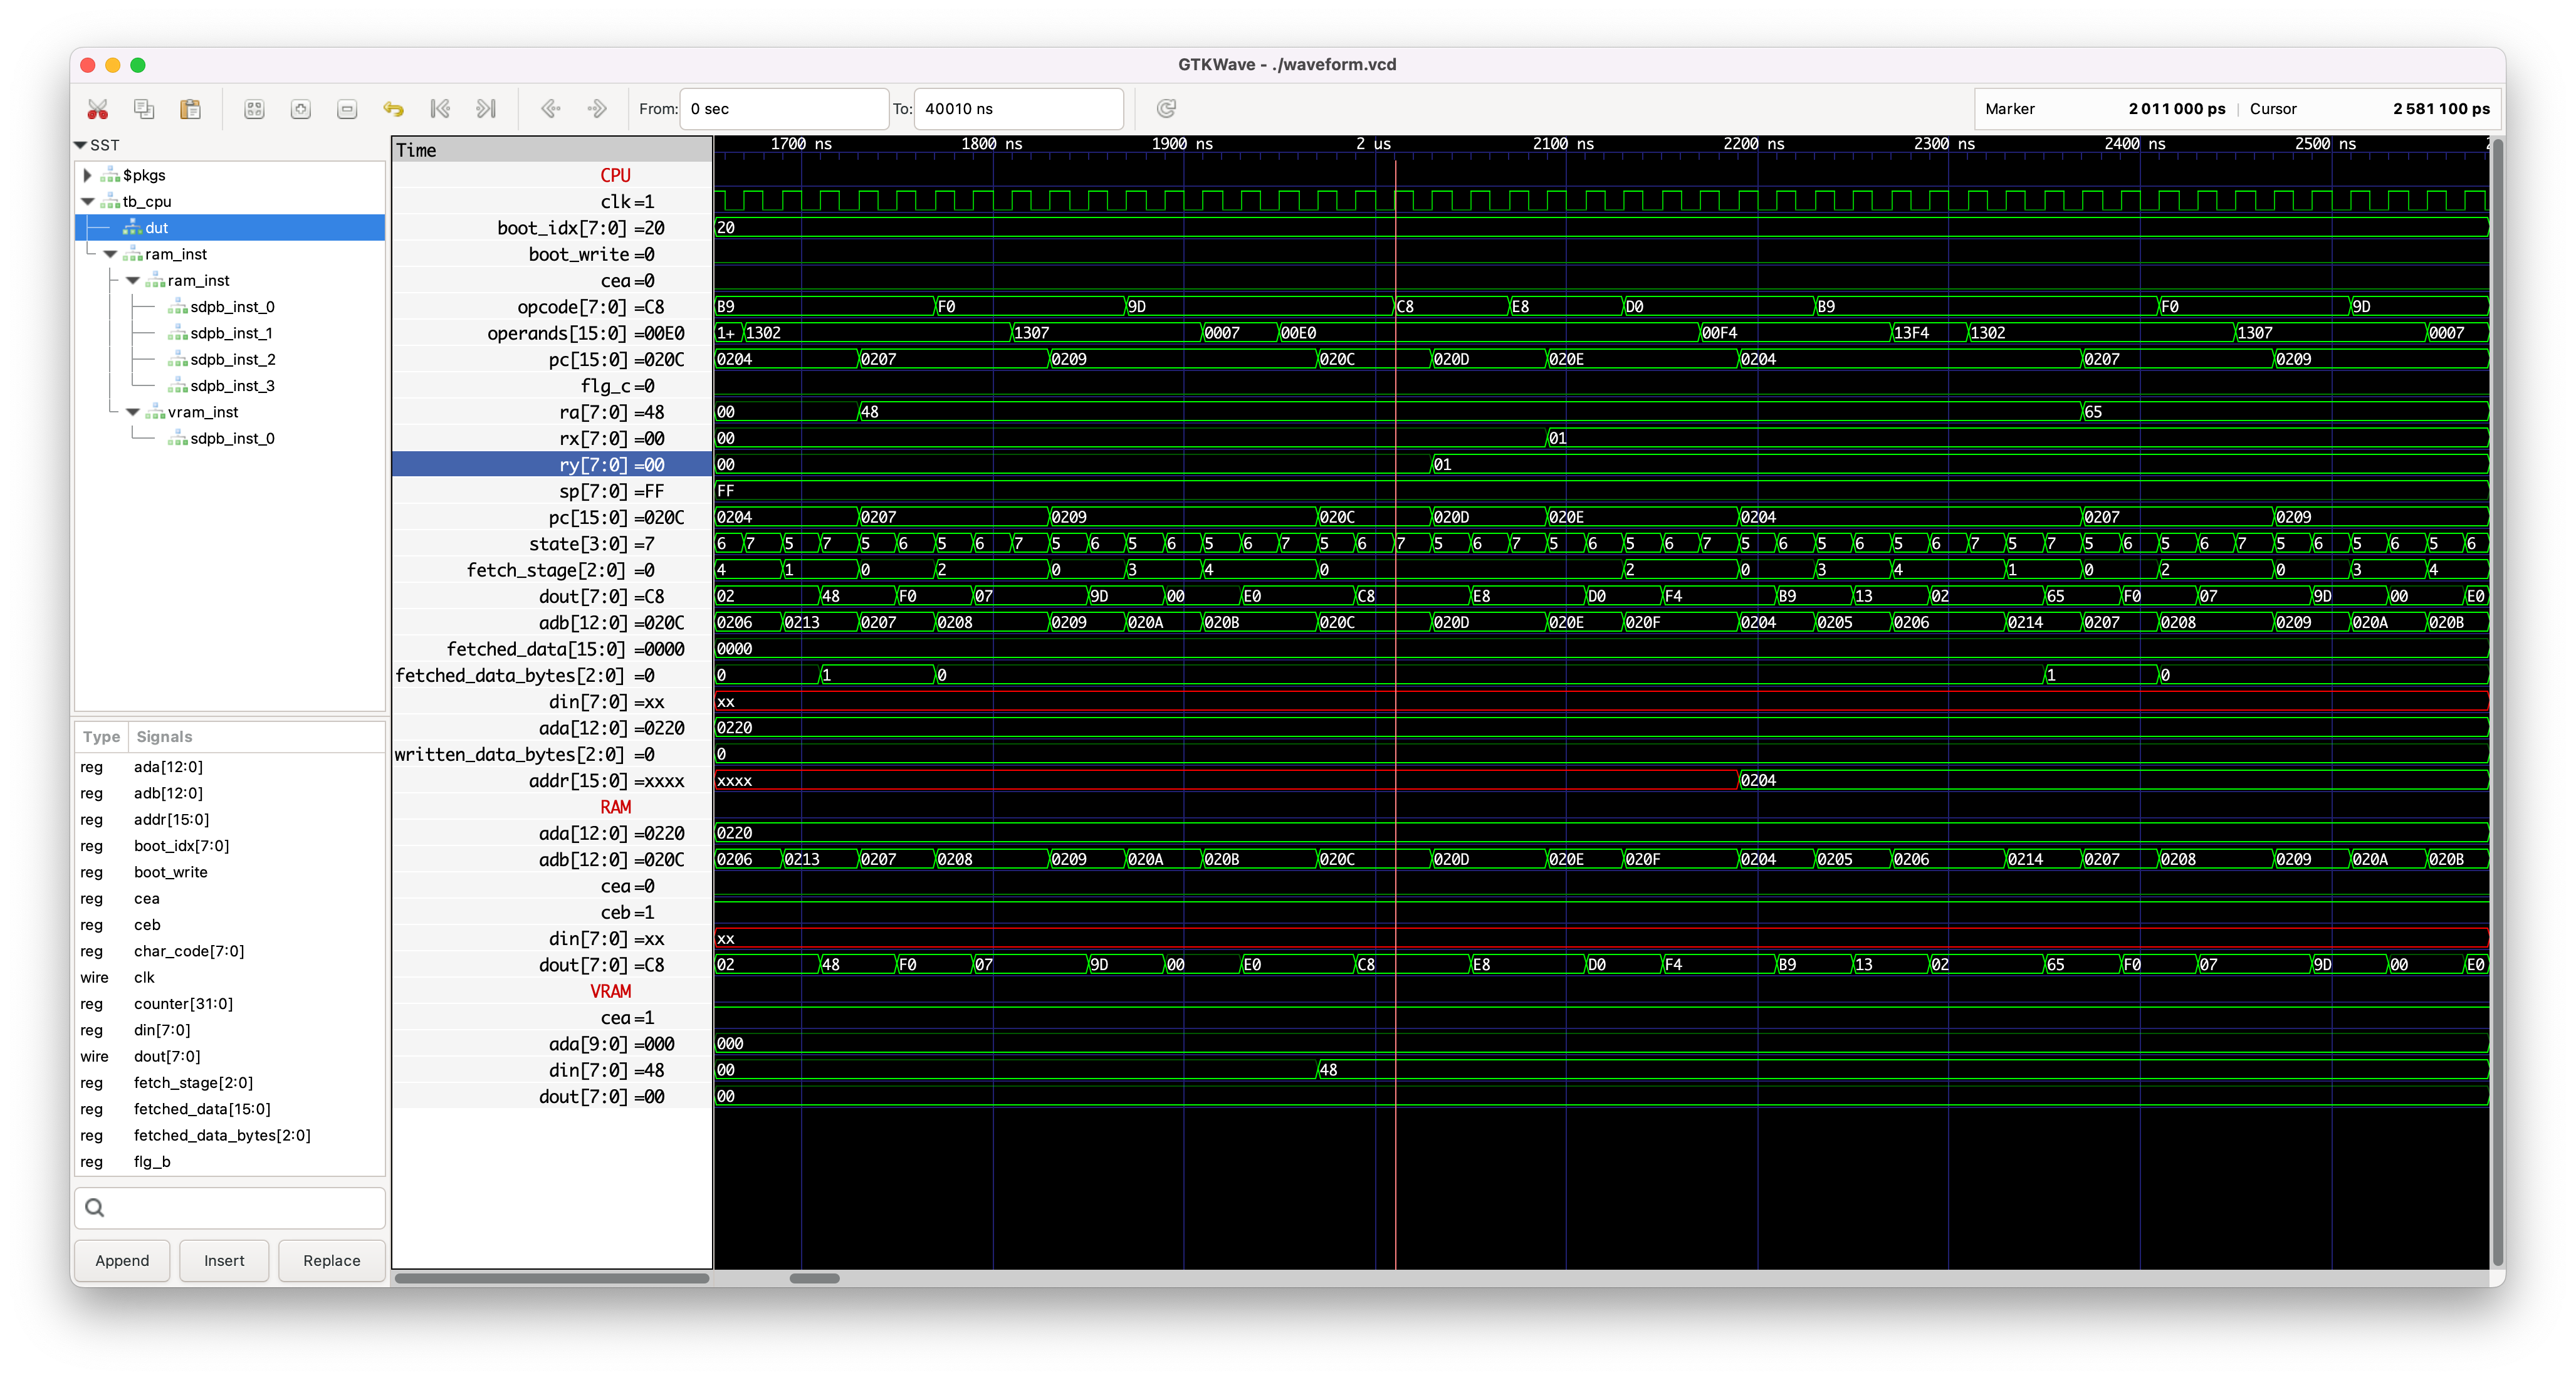 GTKWave - ./waveform.vcd
From: 0 sec To: 40010 ns Marker 2 011 000 ps | Cursor 2 581 100 ps
SST
$pkgs
tb_cpu
dut
ram_inst
ram_inst
sdpb_inst_0
sdpb_inst_1
sdpb_inst_2
sdpb_inst_3
vram_inst
sdpb_inst_0
Type Signals
reg ada[12:0]
reg adb[12:0]
reg addr[15:0]
reg boot_idx[7:0]
reg boot_write
reg cea
reg ceb
reg char_code[7:0]
wire clk
reg counter[31:0]
reg din[7:0]
wire dout[7:0]
reg fetch_stage[2:0]
reg fetched_data[15:0]
reg fetched_data_bytes[2:0]
reg flg_b
Append Insert Replace
Time 1700 ns 1800 ns 1900 ns 2 us 2100 ns 2200 ns 2300 ns 2400 ns 2500 ns
CPU
clk=1
boot_idx[7:0] =20 20
boot_write=0
cea=0
opcode[7:0] =C8 B9 F0 9D C8 E8 D0 B9 F0 9D
operands[15:0] =00E0 1+ 1302 1307 0007 00E0 00F4 13F4 1302 1307 0007
pc[15:0] =020C 0204 0207 0209 020C 020D 020E 0204 0207 0209
flg_c=0
ra[7:0] =48 00 48 65
rx[7:0] =00 00 01
ry[7:0] =00 00 01
sp[7:0] =FF FF
pc[15:0] =020C 0204 0207 0209 020C 020D 020E 0204 0207 0209
state[3:0] =7 6 7 5 7 5 6 5 6 7 5 6 5 6 5 6 7 5 6 7 5 6 7 5 6 5 6 7 5 6 5 6 5 6 7 5 7 5 6 5 6 7 5 6 5 6 5 6
fetch_stage[2:0] =0 4 1 0 2 0 3 4 0 2 0 3 4 1 0 2 0 3 4
dout[7:0] =C8 02 48 F0 07 9D 00 E0 C8 E8 D0 F4 B9 13 02 65 F0 07 9D 00 E0
adb[12:0] =020C 0206 0213 0207 0208 0209 020A 020B 020C 020D 020E 020F 0204 0205 0206 0214 0207 0208 0209 020A 020B
fetched_data[15:0] =0000 0000
fetched_data_bytes[2:0] =0 0 1 0 1 0
din[7:0] =xx xx
ada[12:0] =0220 0220
written_data_bytes[2:0] =0 0
addr[15:0] =xxxx xxxx 0204
RAM
ada[12:0] =0220 0220
adb[12:0] =020C 0206 0213 0207 0208 0209 020A 020B 020C 020D 020E 020F 0204 0205 0206 0214 0207 0208 0209 020A 020B
cea=0
ceb=1
din[7:0] =xx xx
dout[7:0] =C8 02 48 F0 07 9D 00 E0 C8 E8 D0 F4 B9 13 02 65 F0 07 9D 00 E0
VRAM
cea=1
ada[9:0] =000 000
din[7:0] =48 00 48
dout[7:0] =00 00